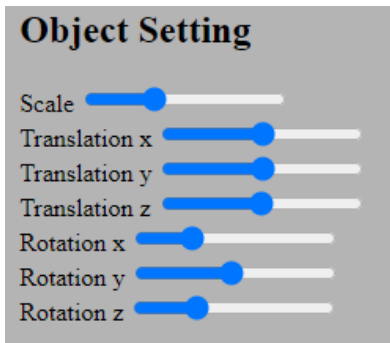 Object Setting
Scale
Translation x
Translation y
Translation z
Rotation x
Rotation y
Rotation z